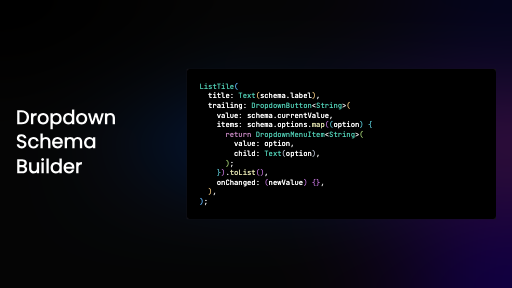 Dropdown
Schema
Builder
ListTile(
title: Text(schema.label),
trailing: DropdownButton<String>(
value: schema.currentValue,
items: schema.options.map((option) {
return DropdownMenuItem<String>(
value: option,
child: Text(option),
);
}).toList(),
onChanged: (newValue) {},
),
);